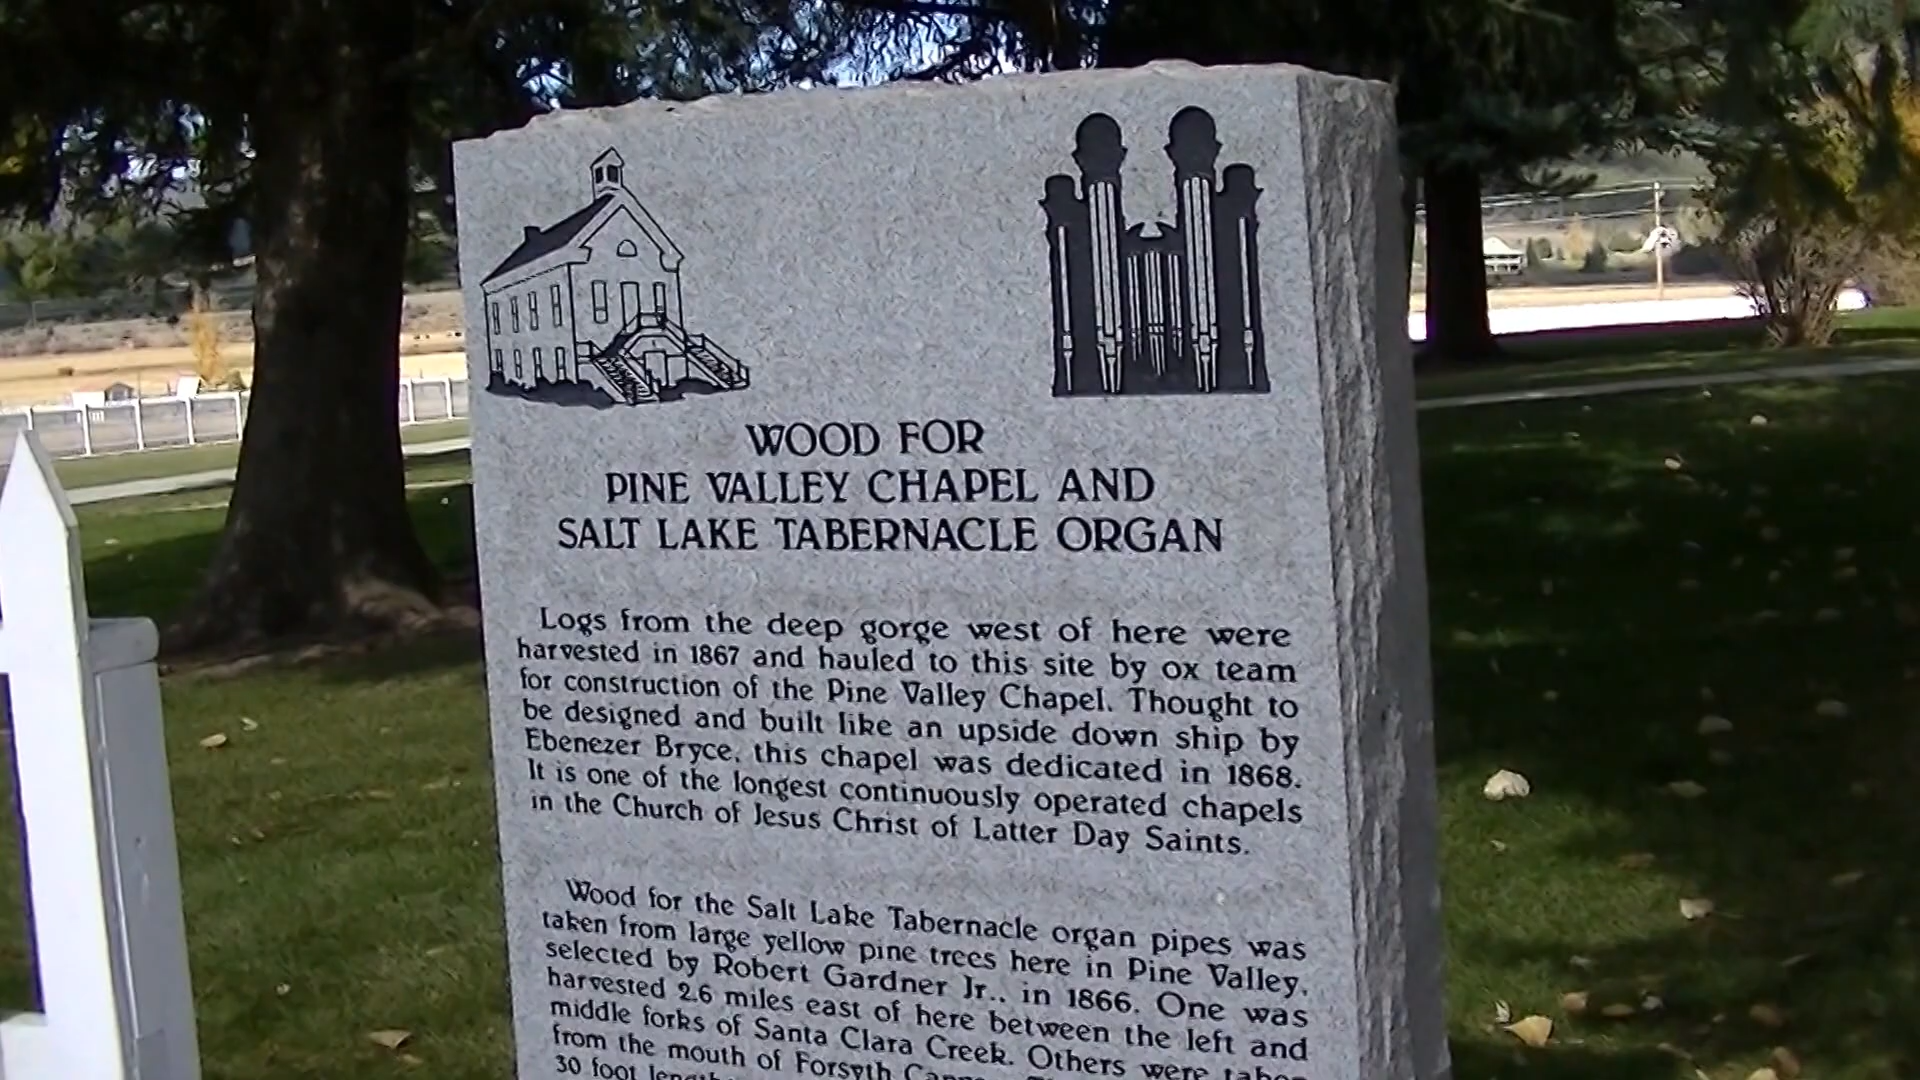 WOOD FOR
PINE VALLEY CHAPEL AND
SALT LAKE TABERNACLE ORGAN
Logs from the deep gorge west of here were
harvested in 1867 and hauled to this site by ox team
for construction of the Pine Valley Chapel. Thought to
be designed and built like an upside down ship by
Ebenezer Bryce, this chapel was dedicated in 1868.
It is one of the longest continuously operated chapels
in the Church of Jesus Christ of Latter Day Saints.
Wood for the Salt Lake Tabernacle organ pipes was
taken from large yellow pine trees here in Pine Valley,
selected by Robert Gardner Jr., in 1866. One was
harvested 2.6 miles east of here between the left and
middle forks of Santa Clara Creek. Others were
from the mouth of Forsyth
30 foot